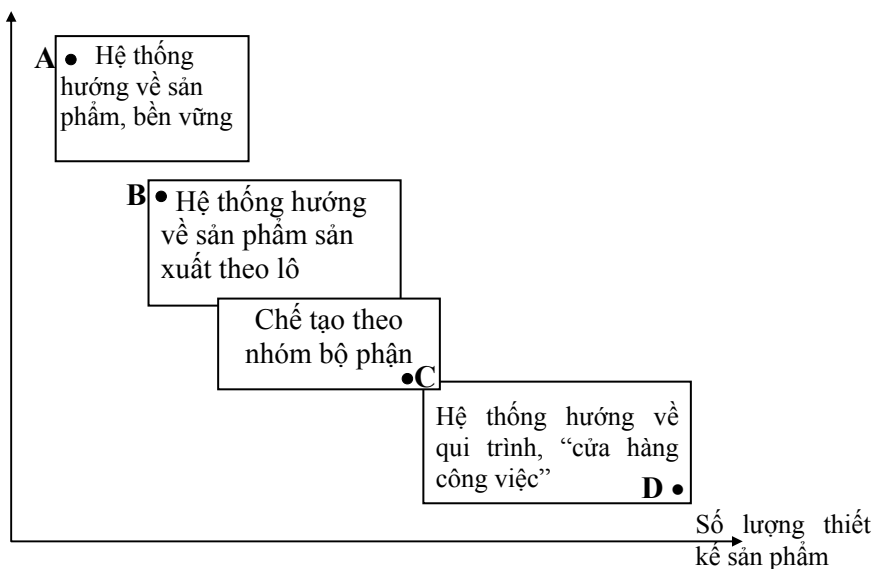 A • Hệ thống
hướng về sản
phẩm, bền vững
B • Hệ thống hướng
về sản phẩm sản
xuất theo lô
Chế tạo theo
nhóm bộ phận
•C
Hệ thống hướng về
qui trình, “cửa hàng
công việc”
D •
Số lượng thiết
kế sản phẩm